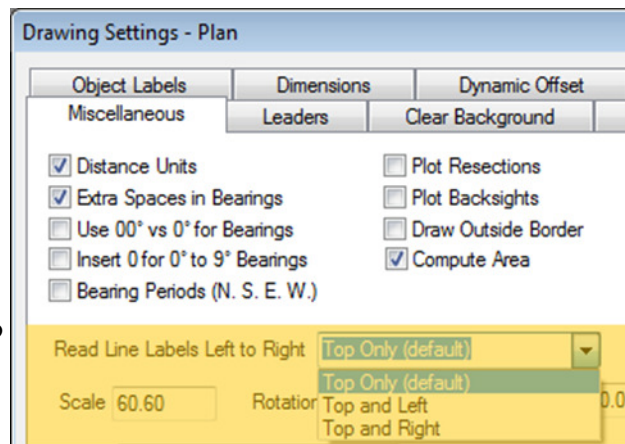 Drawing Settings - Plan
Object Labels Dimensions Dynamic Offset
Miscellaneous Leaders Clear Background
Distance Units Plot Resections
Extra Spaces in Bearings Plot Backsights
Use 00° vs 0° for Bearings Draw Outside Border
Insert 0 for 0° to 9° Bearings Compute Area
Bearing Periods (N. S. E. W.)
Read Line Labels Left to Right Top Only (default)
Top Only (default)
Scale 60.60 Rotation Top and Left 0.0
Top and Right